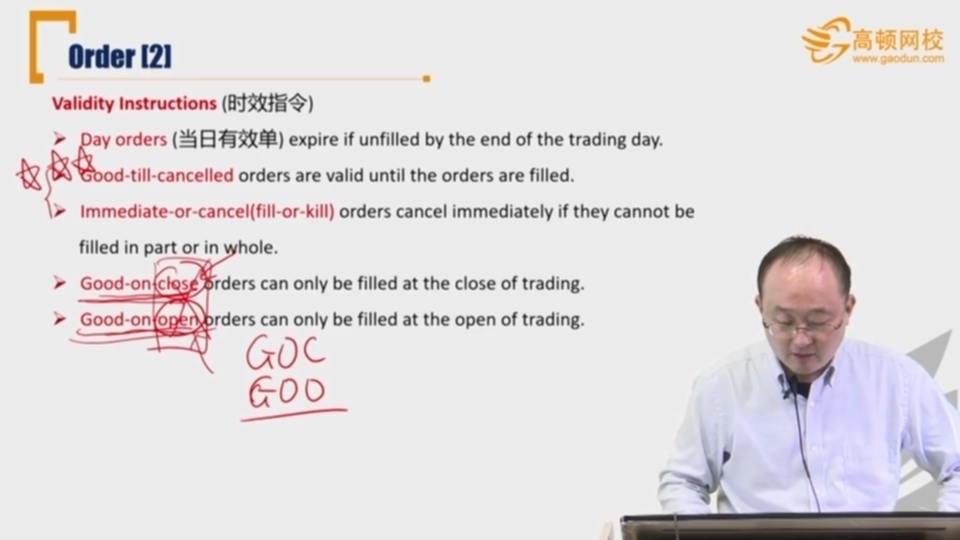 Order [2]
高顿网校
www.gaodun.com
Validity Instructions (时效指令)
Day orders (当日有效单) expire if unfilled by the end of the trading day.
Good-till-cancelled orders are valid until the orders are filled.
Immediate-or-cancel(fill-or-kill) orders cancel immediately if they cannot be
filled in part or in whole.
Good-on-close orders can only be filled at the close of trading.
Good-on-open orders can only be filled at the open of trading.
GOC
GOO